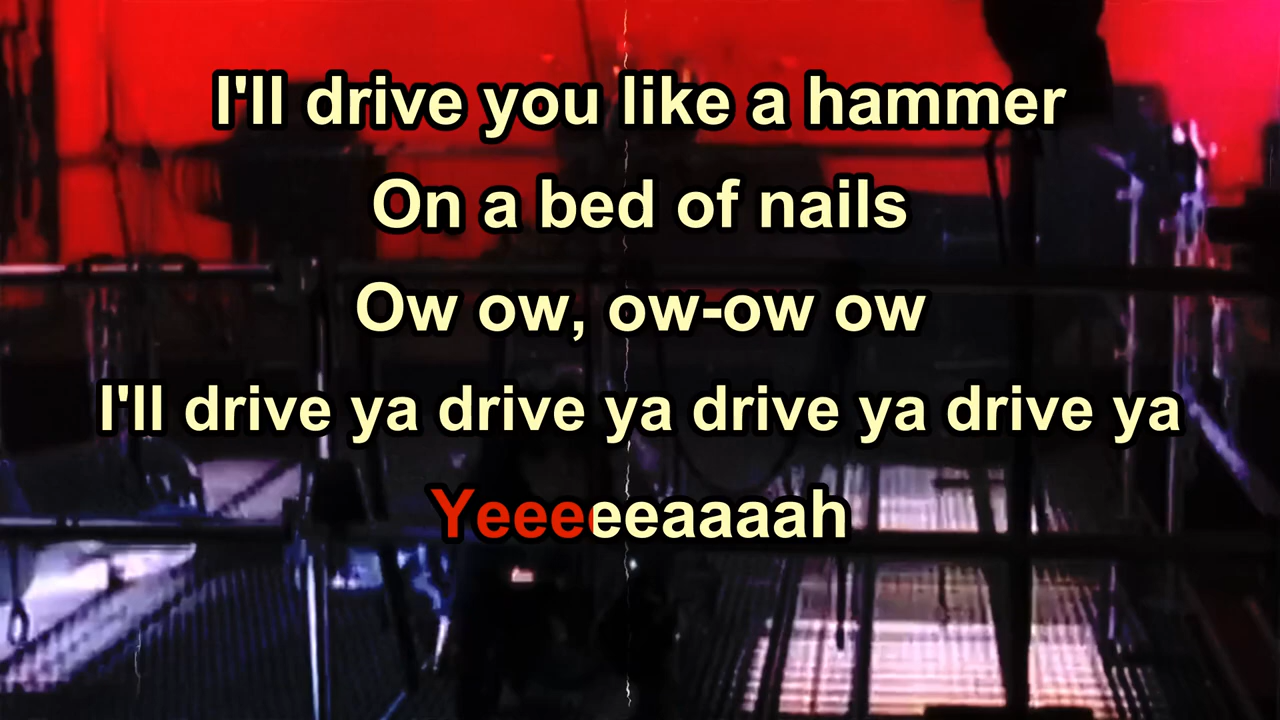 I'll drive you like a hammer
On a bed of nails
Ow ow, ow-ow ow
I'll drive ya drive ya drive ya drive ya
Yeeeeeeaaaah